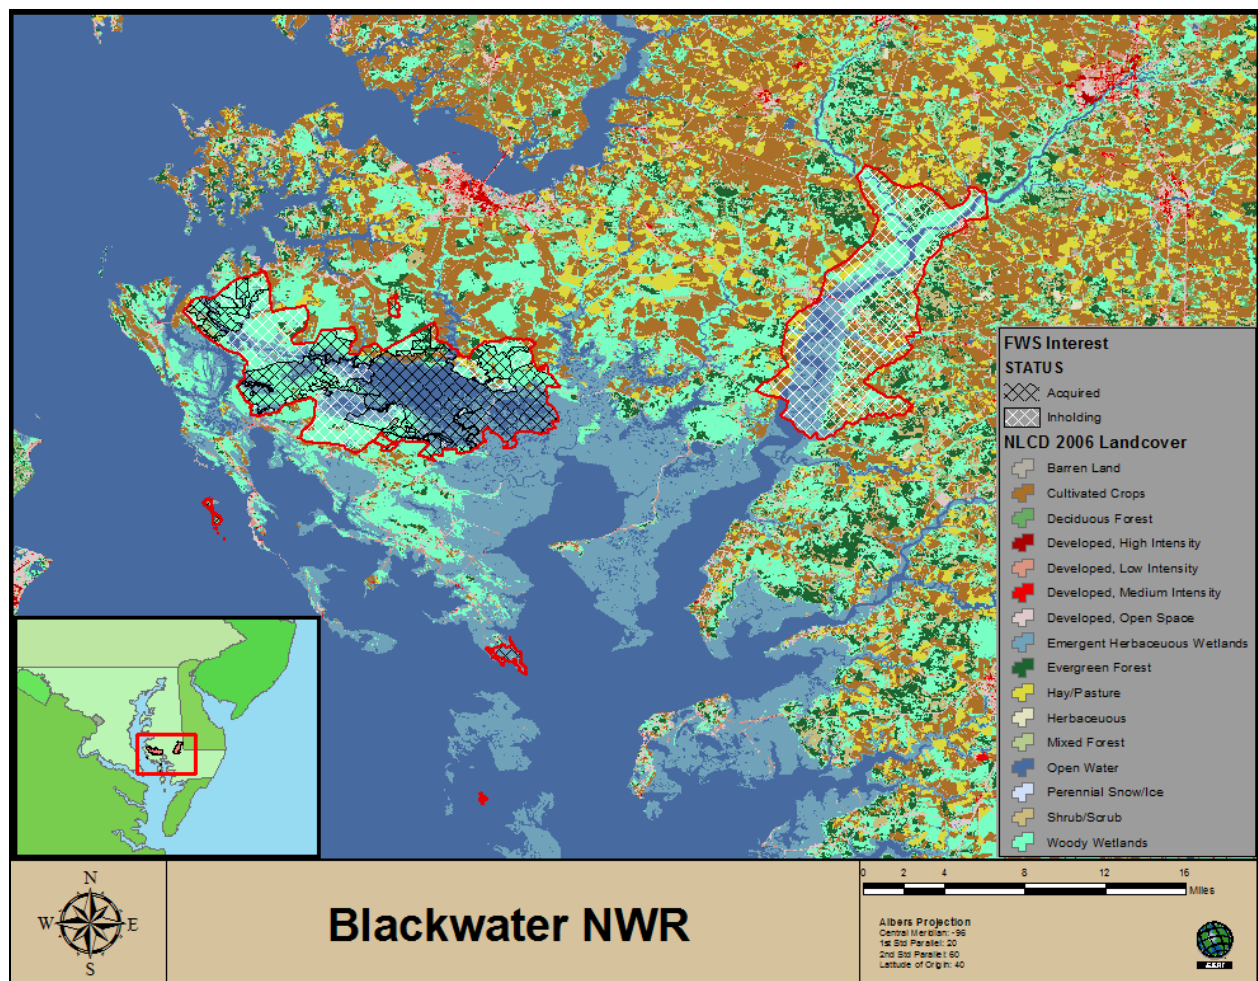 FWS Interest
STATUS
Acquired
Inholding
NLCD 2006 Landcover
Barren Land
Cultivated Crops
Deciduous Forest
Developed, High Intensity
Developed, Low Intensity
Developed, Medium Intensity
Developed, Open Space
Emergent Herbaceuous Wetlands
Evergreen Forest
Hay/Pasture
Herbaceuous
Mixed Forest
Open Water
Perennial Snow/Ice
Shrub/Scrub
Woody Wetlands
N
W E
S
Blackwater NWR
0 2 4 8 12 16
Miles
Albers Projection
Central Meridian: -96
1st Std Parallel: 20
2nd Std Parallel: 60
Latitude of Origin: 40
ESRI